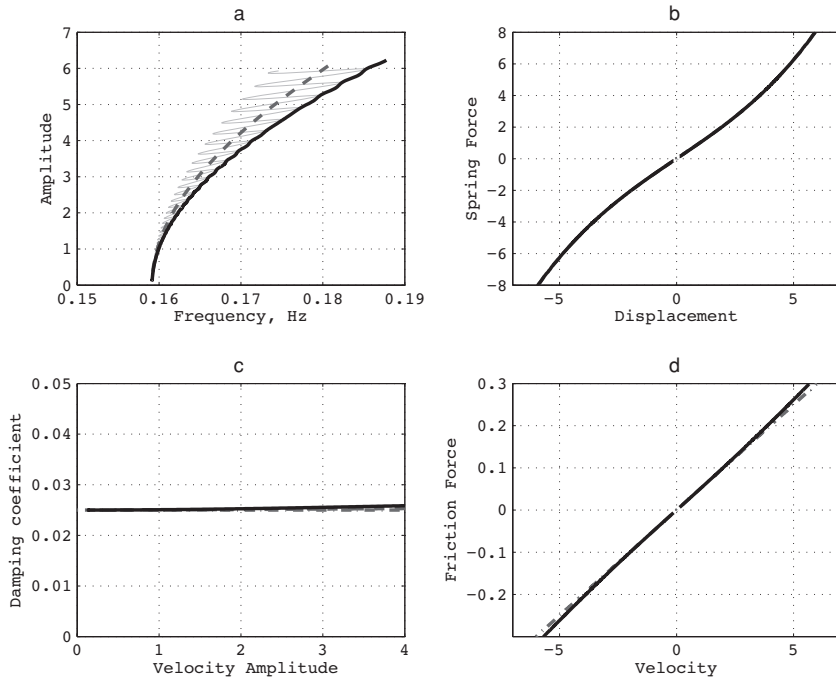 a
7
6
5
4
3
2
1
0
Amplitude
0.15 0.16 0.17 0.18 0.19
Frequency, Hz
b
8
6
4
2
0
−2
−4
−6
−8
Spring Force
−5 0 5
Displacement
c
0.05
0.04
0.03
0.02
0.01
0
Damping coefficient
0 1 2 3 4
Velocity Amplitude
d
0.3
0.2
0.1
0
−0.1
−0.2
Friction Force
−5 0 5
Velocity